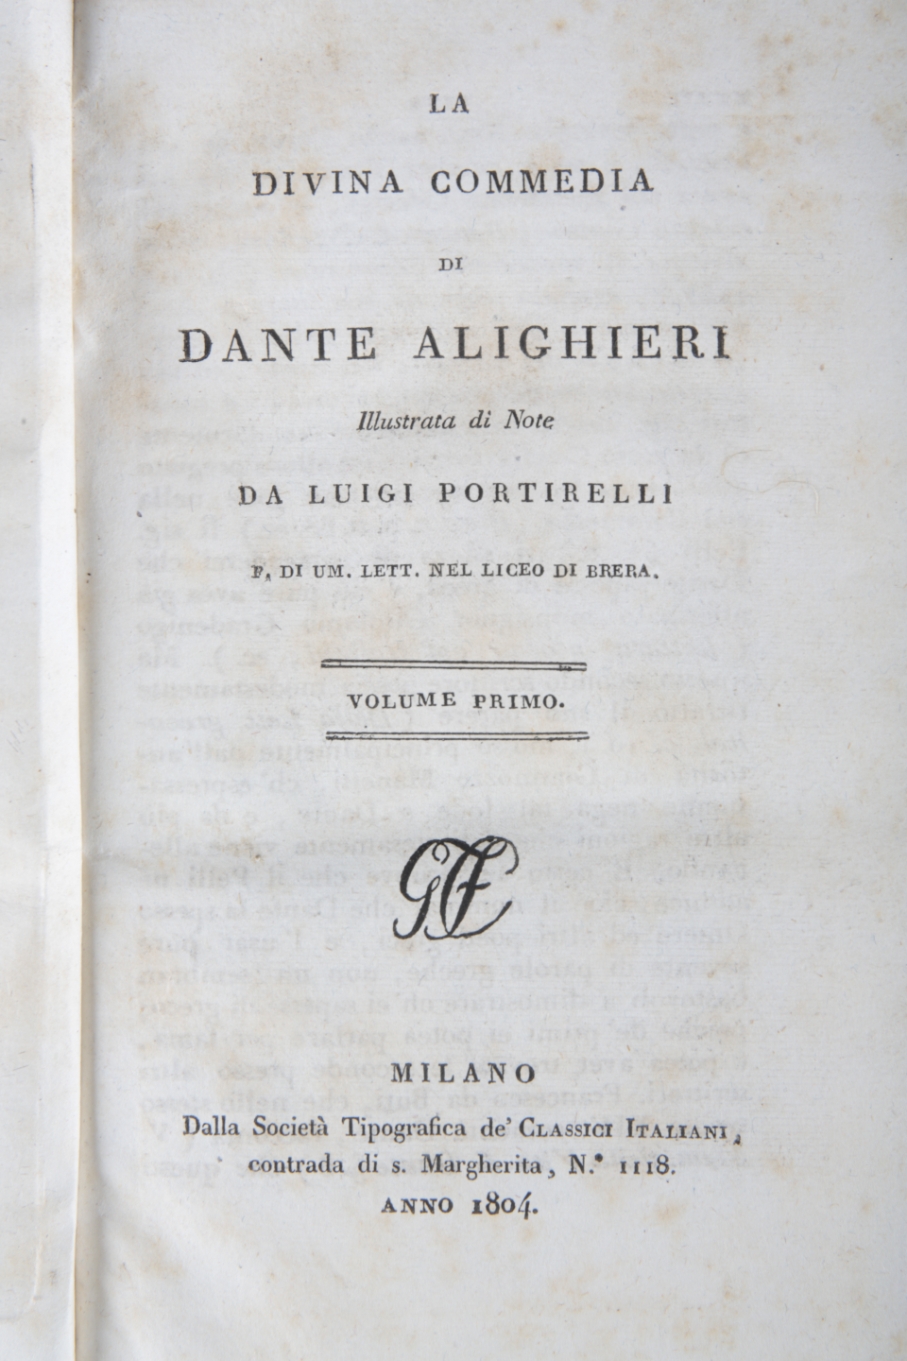 LA
DIVINA COMMEDIA
DI
DANTE ALIGHIERI
Illustrata di Note
DA LUIGI PORTIRELLI
P. DI UM. LETT. NEL LICEO DI BRERA.
VOLUME PRIMO.
MILANO
Dalla Società Tipografica de' CLASSICI ITALIANI,
contrada di s. Margherita, N.° 1118.
ANNO 1804.